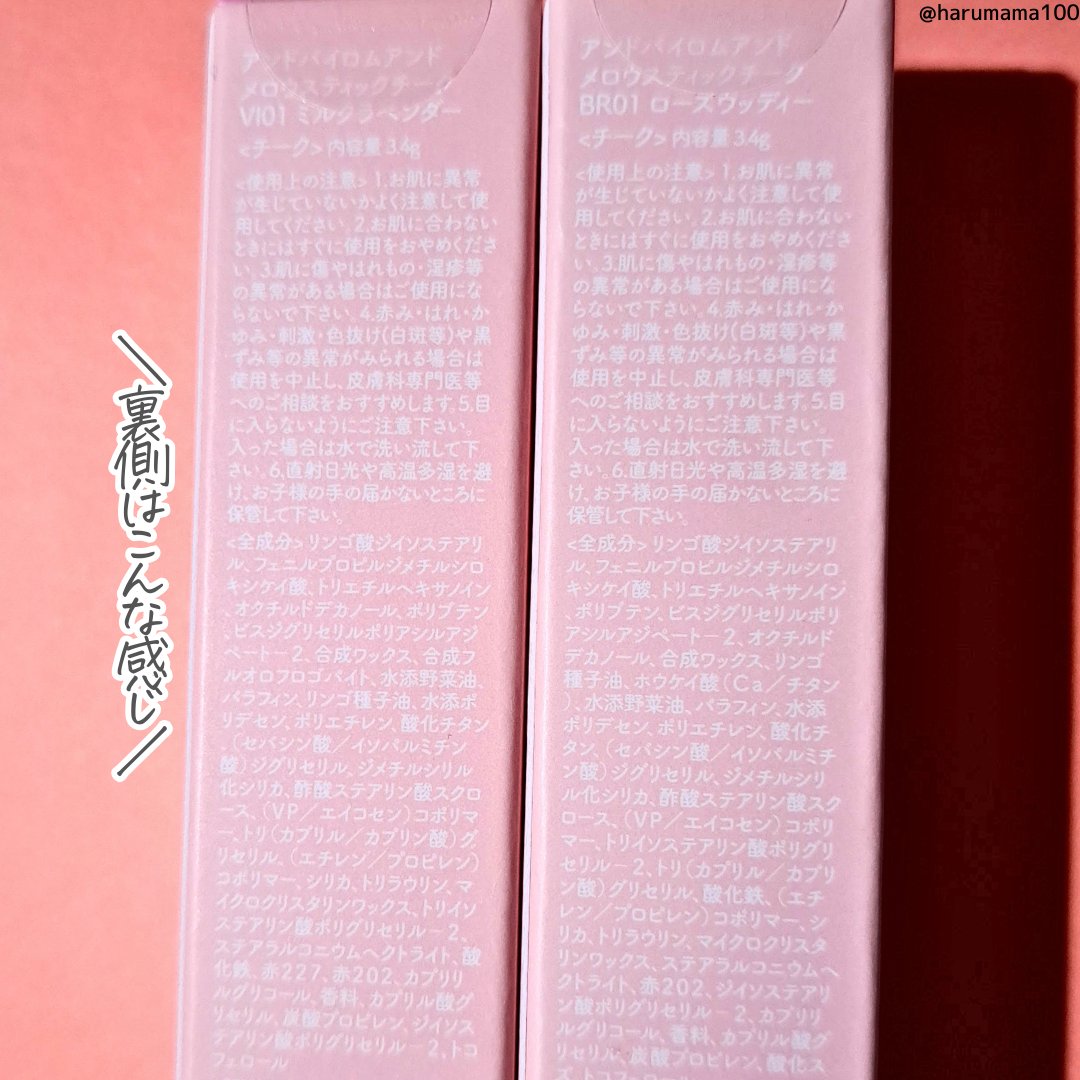 @harumama100
アンドバイロムアンド
メロウスティックチーク
VI01 ミルクラベンダー
<チーク> 内容量 3.4g
<使用上の注意> 1.お肌に異常
が生じていないかよく注意して使
用してください。2.お肌に合わない
ときにはすぐに使用をおやめくださ
い。3.肌に傷やはれもの・湿疹等
の異常がある場合はご使用にな
らないで下さい。4.赤み・はれ・か
ゆみ・刺激・色抜け(白斑等)や黒
ずみ等の異常がみられる場合は
使用を中止し、皮膚科専門医等
へのご相談をおすすめします。5.目
に入らないようにご注意下さい。
入った場合は水で洗い流して下
さい。6.直射日光や高温多湿を避
け、お子様の手の届かないところに
保管して下さい。
<全成分> リンゴ酸ジイソステアリ
ル、フェニルプロピルジメチルシロ
キシケイ酸、トリエチルヘキサノイン
、オクチルドデカノール、ポリブテン
、ビスジグリセリルポリアシルアジ
ペート－2、合成ワックス、合成フ
ルオロフロゴパイト、水添野菜油、
パラフィン、リンゴ種子油、水添ポ
リデセン、ポリエチレン、酸化チタン
、(セバシン酸／イソパルミチン
酸)ジグリセリル、ジメチルシリル
化シリカ、酢酸ステアリン酸スクロ
ース、(VP／エイコセン)コポリマ
ー、トリ(カプリル／カプリン酸)グ
リセリル、(エチレン／プロピレン)
コポリマー、シリカ、トリラウリン、マ
イクロクリスタリンワックス、トリイソ
ステアリン酸ポリグリセリル－2、
ステアラルコニウムヘクトライト、酸
化鉄、赤227、赤202、カプリリ
ルグリコール、香料、カプリル酸グ
リセリル、炭酸プロピレン、ジイソス
テアリン酸ポリグリセリル－2、トコ
フェロール
アンドバイロムアンド
メロウスティックチーク
BR01 ローズウッディー
<チーク> 内容量 3.4g
<使用上の注意> 1.お肌に異常
が生じていないかよく注意して使
用してください。2.お肌に合わない
ときにはすぐに使用をおやめくださ
い。3.肌に傷やはれもの・湿疹等
の異常がある場合はご使用にな
らないで下さい。4.赤み・はれ・か
ゆみ・刺激・色抜け(白斑等)や黒
ずみ等の異常がみられる場合は
使用を中止し、皮膚科専門医等
へのご相談をおすすめします。5.目
に入らないようにご注意下さい。
入った場合は水で洗い流して下
さい。6.直射日光や高温多湿を避
け、お子様の手の届かないところに
保管して下さい。
<全成分> リンゴ酸ジイソステアリ
ル、フェニルプロピルジメチルシロ
キシケイ酸、トリエチルヘキサノイン
、ポリブテン、ビスジグリセリルポリ
アシルアジペート－2、オクチルド
デカノール、合成ワックス、リンゴ
種子油、ホウケイ酸(Ca／チタン
)、水添野菜油、パラフィン、水添
ポリデセン、ポリエチレン、酸化チ
タン、(セバシン酸／イソパルミチ
ン酸)ジグリセリル、ジメチルシリ
ル化シリカ、酢酸ステアリン酸スク
ロース、(VP／エイコセン)コポリ
マー、トリイソステアリン酸ポリグリ
セリル－2、トリ(カプリル／カプリ
ン酸)グリセリル、酸化鉄、(エチ
レン／プロピレン)コポリマー、シ
リカ、トリラウリン、マイクロクリスタ
リンワックス、ステアラルコニウムヘ
クトライト、赤202、ジイソステアリ
ン酸ポリグリセリル－2、カプリリ
ルグリコール、香料、カプリル酸グ
リセリル、炭酸プロピレン、酸化ス
ズ、トコフェロール
裏側はこんな感じ